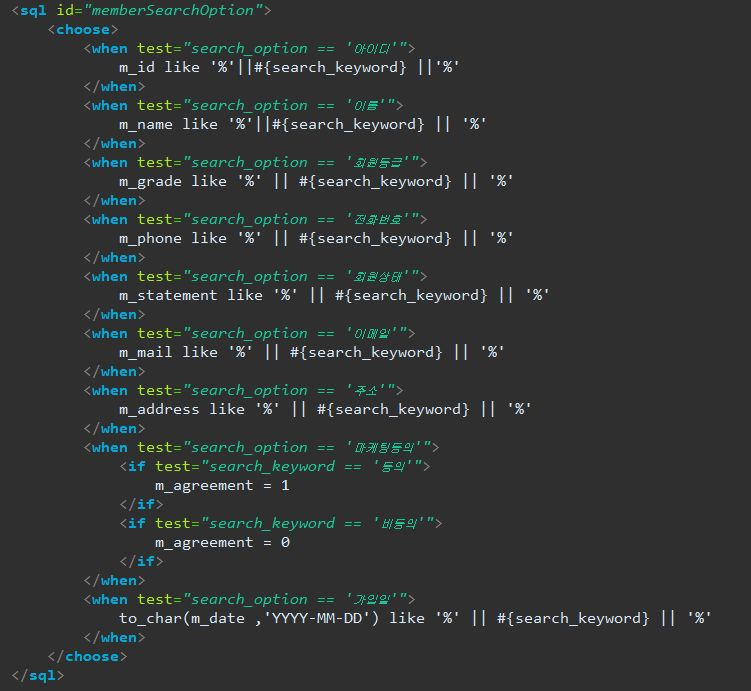 <sql id="memberSearchOption">
<choose>
<when test="search_option == '아이디'">
m_id like '%'||#{search_keyword} ||'%'
</when>
<when test="search_option == '이름'">
m_name like '%'||#{search_keyword} || '%'
</when>
<when test="search_option == '회원등급'">
m_grade like '%' || #{search_keyword} || '%'
</when>
<when test="search_option == '전화번호'">
m_phone like '%' || #{search_keyword} || '%'
</when>
<when test="search_option == '회원상태'">
m_statement like '%' || #{search_keyword} || '%'
</when>
<when test="search_option == '이메일'">
m_mail like '%' || #{search_keyword} || '%'
</when>
<when test="search_option == '주소'">
m_address like '%' || #{search_keyword} || '%'
</when>
<when test="search_option == '마케팅동의'">
<if test="search_keyword == '동의'">
m_agreement = 1
</if>
<if test="search_keyword == '비동의'">
m_agreement = 0
</if>
</when>
<when test="search_option == '가입일'">
to_char(m_date ,'YYYY-MM-DD') like '%' || #{search_keyword} || '%'
</when>
</choose>
</sql>